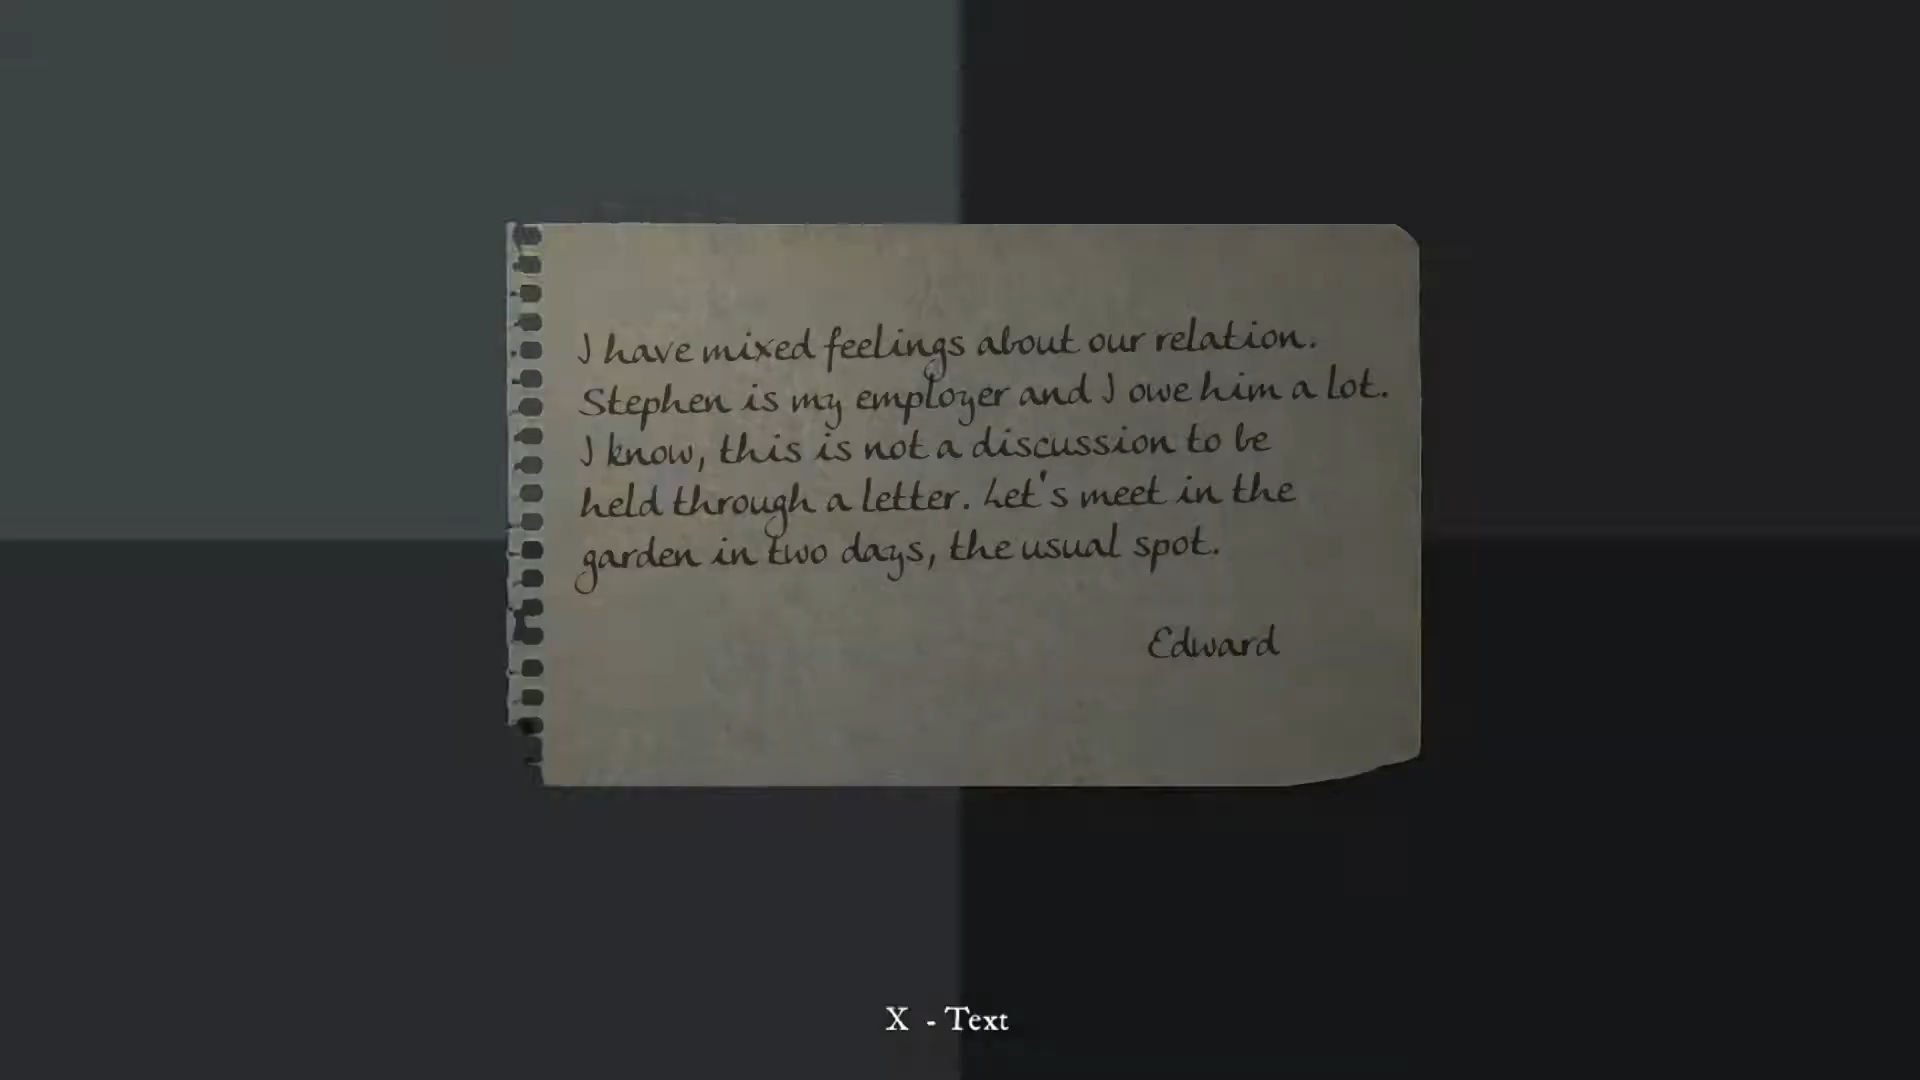 I have mixed feelings about our relation.
Stephen is my employer and I owe him a lot.
I know, this is not a discussion to be
held through a letter. Let's meet in the
garden in two days, the usual spot.
Edward
X - Text